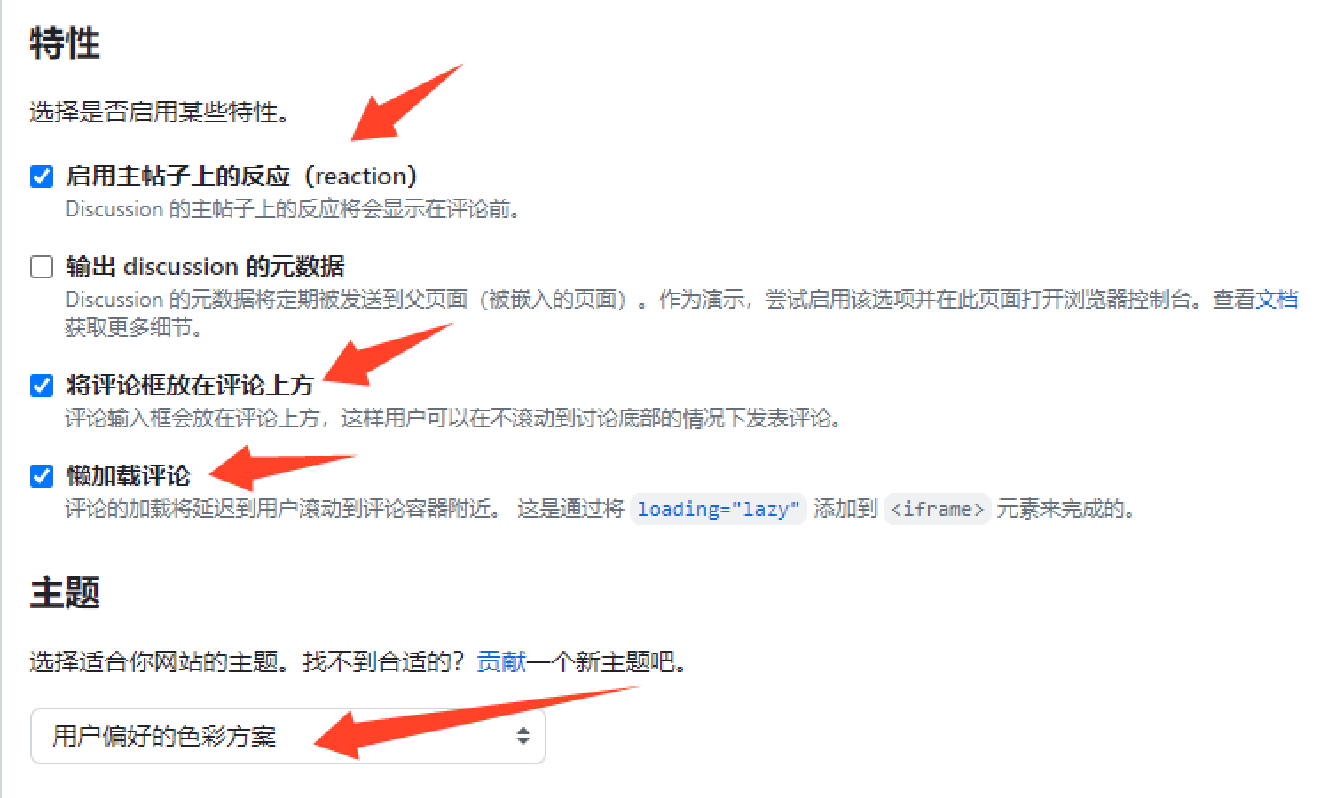 特性
选择是否启用某些特性。
启用主帖子上的反应（reaction）
Discussion 的主帖子上的反应将会显示在评论前。
输出 discussion 的元数据
Discussion 的元数据将定期被发送到父页面（被嵌入的页面）。作为演示，尝试启用该选项并在此页面打开浏览器控制台。查看文档
获取更多细节。
将评论框放在评论上方
评论输入框会放在评论上方，这样用户可以在不滚动到讨论底部的情况下发表评论。
懒加载评论
评论的加载将延迟到用户滚动到评论容器附近。 这是通过将 loading="lazy" 添加到 <iframe> 元素来完成的。
主题
选择适合你网站的主题。找不到合适的？贡献一个新主题吧。
用户偏好的色彩方案